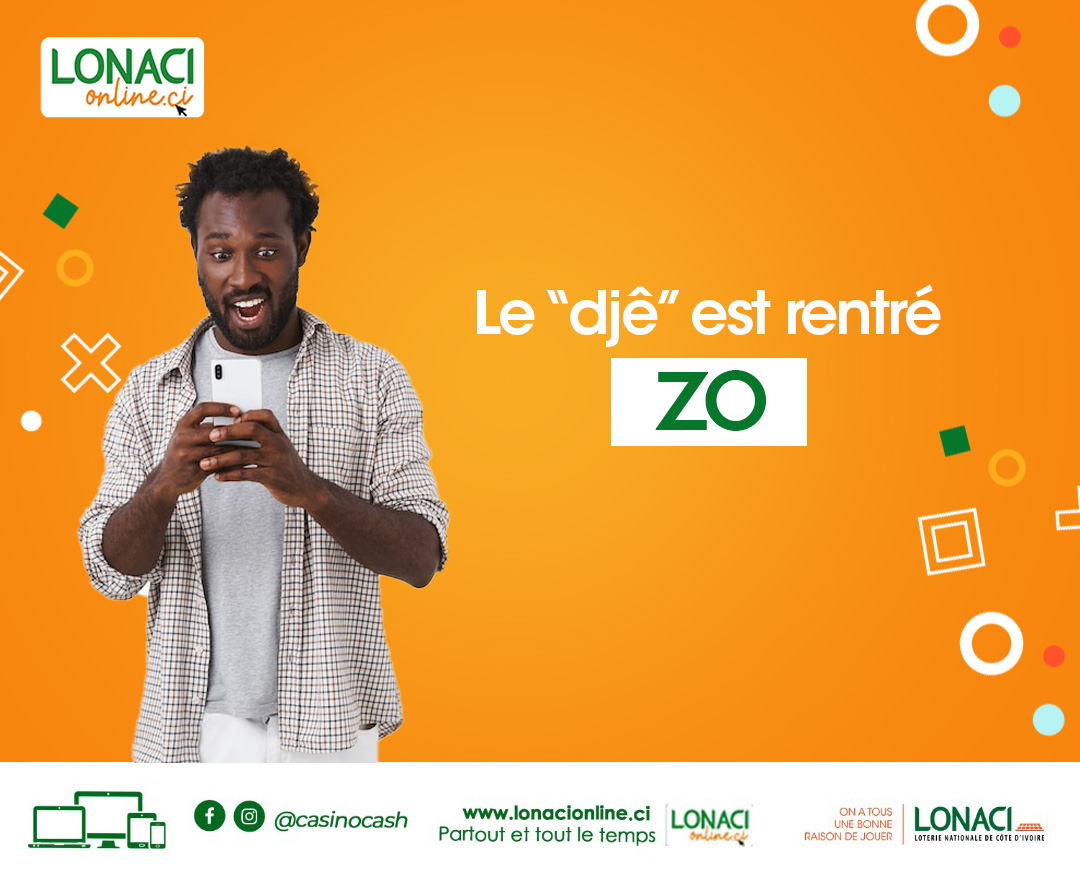 LONACI
online.ci
Le “djê” est rentré
ZO
@casinocash
www.lonacionline.ci
Partout et tout le temps
LONACI
online.ci
ON A TOUS
UNE BONNE
RAISON DE JOUER
LONACI
LOTERIE NATIONALE DE CÔTE D'IVOIRE